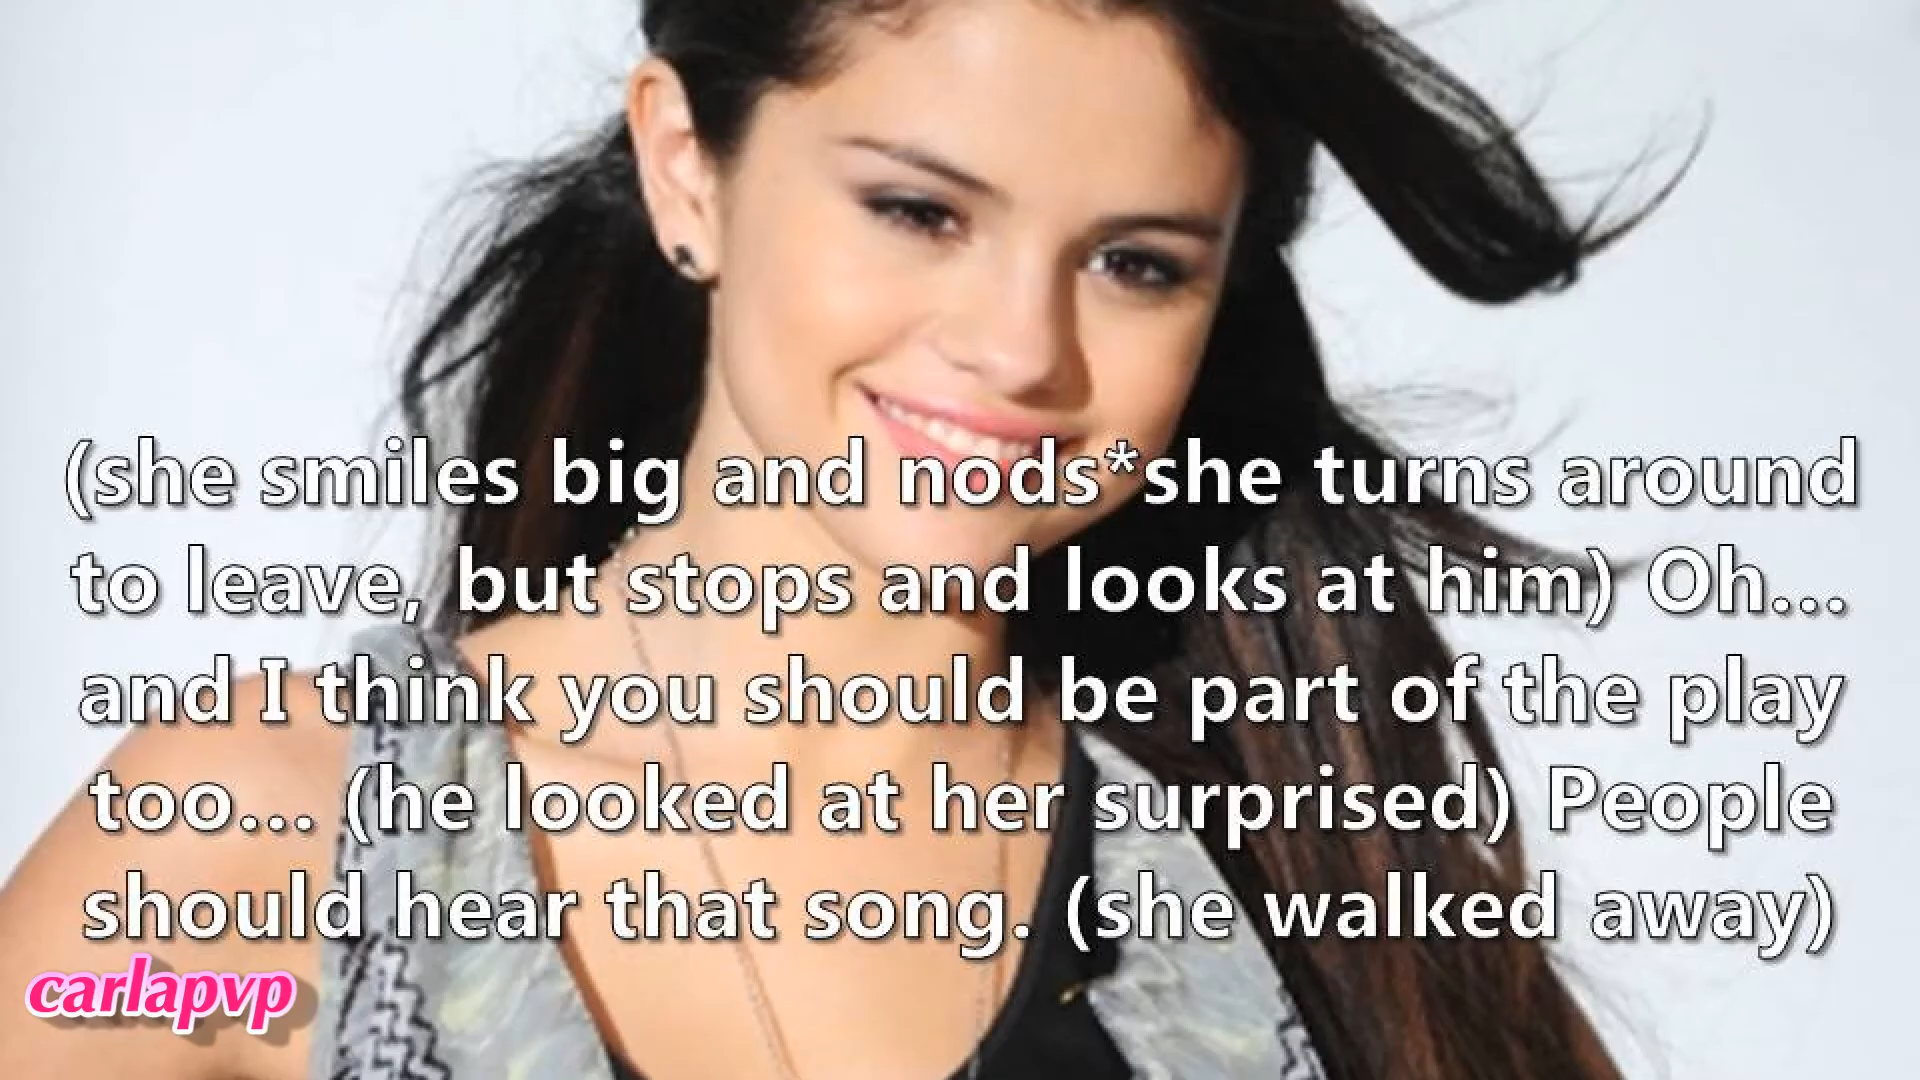 (she smiles big and nods*she turns around
to leave, but stops and looks at him) Oh...
and I think you should be part of the play
too... (he looked at her surprised) People
should hear that song. (she walked away)
carlapvp